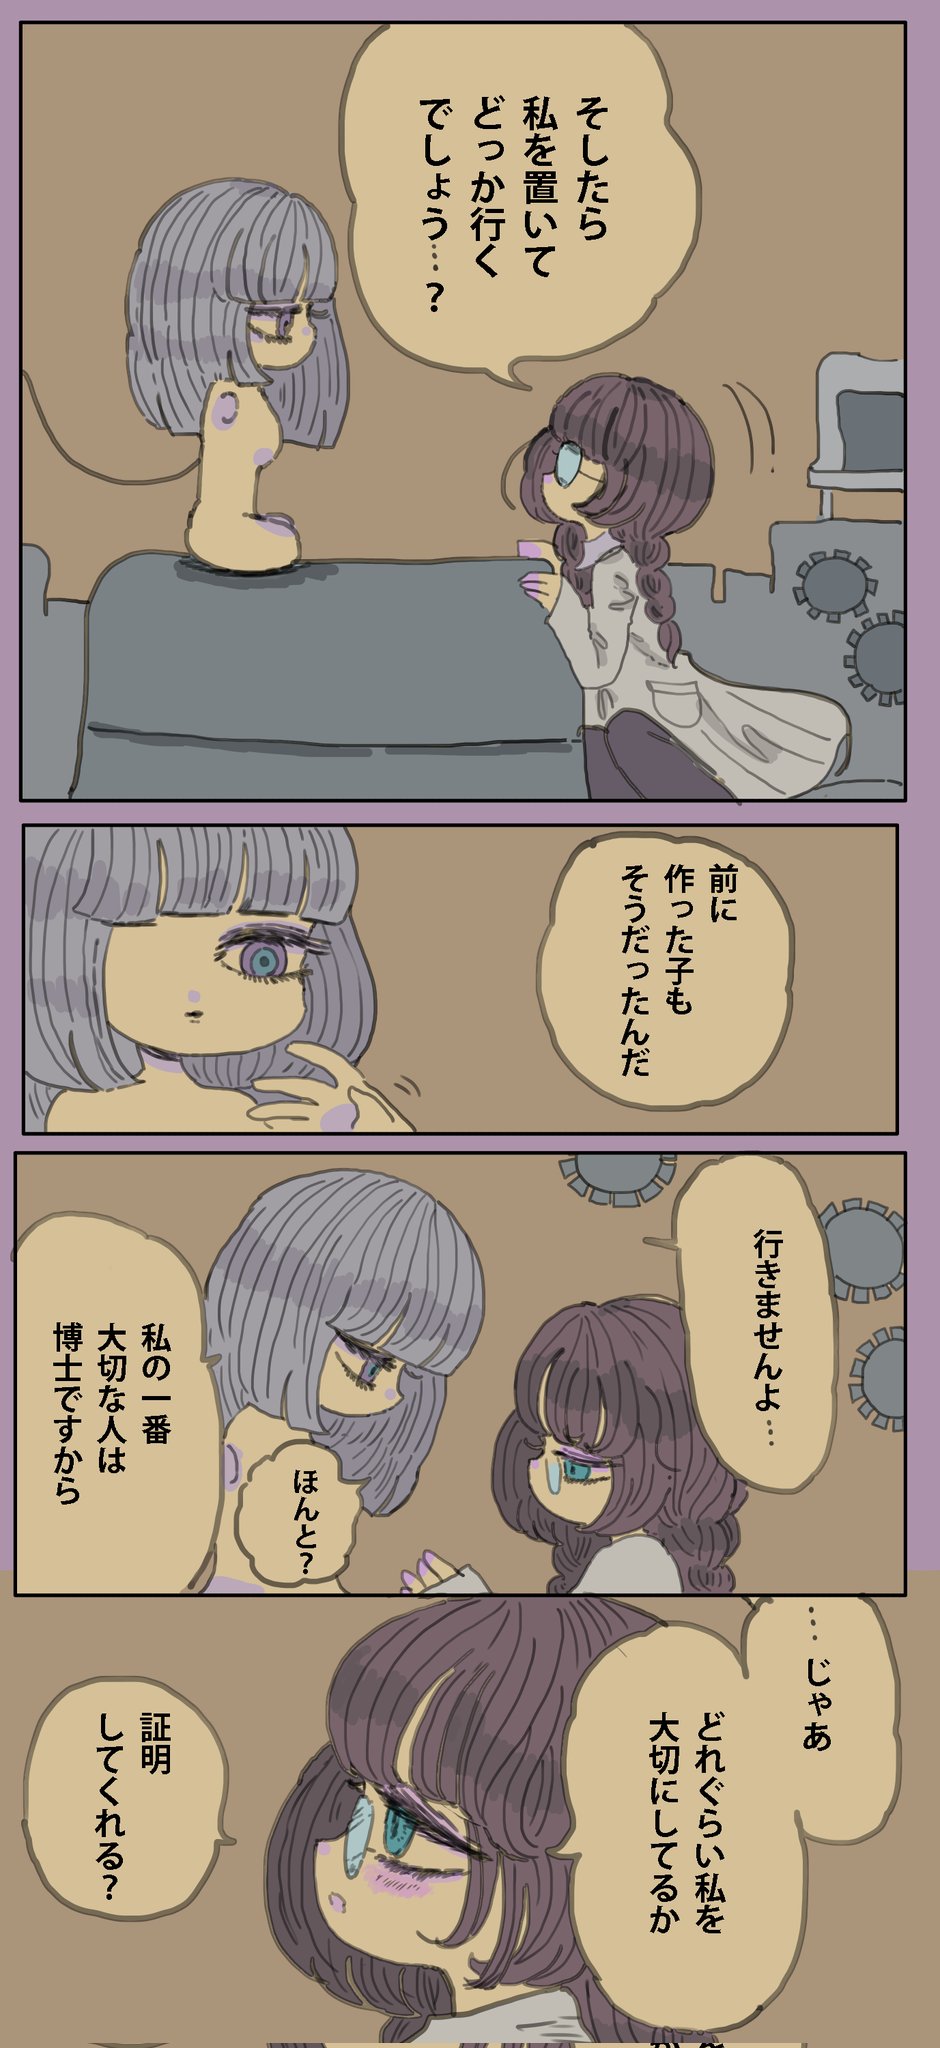 そしたら
私を置いて
どっか行く
でしょう…?
前に
作った子も
そうだったんだ
行きませんよ…
私の一番
大切な人は
博士ですから
ほんと?
…じゃあ
どれぐらい私を
大切にしてるか
証明
してくれる?